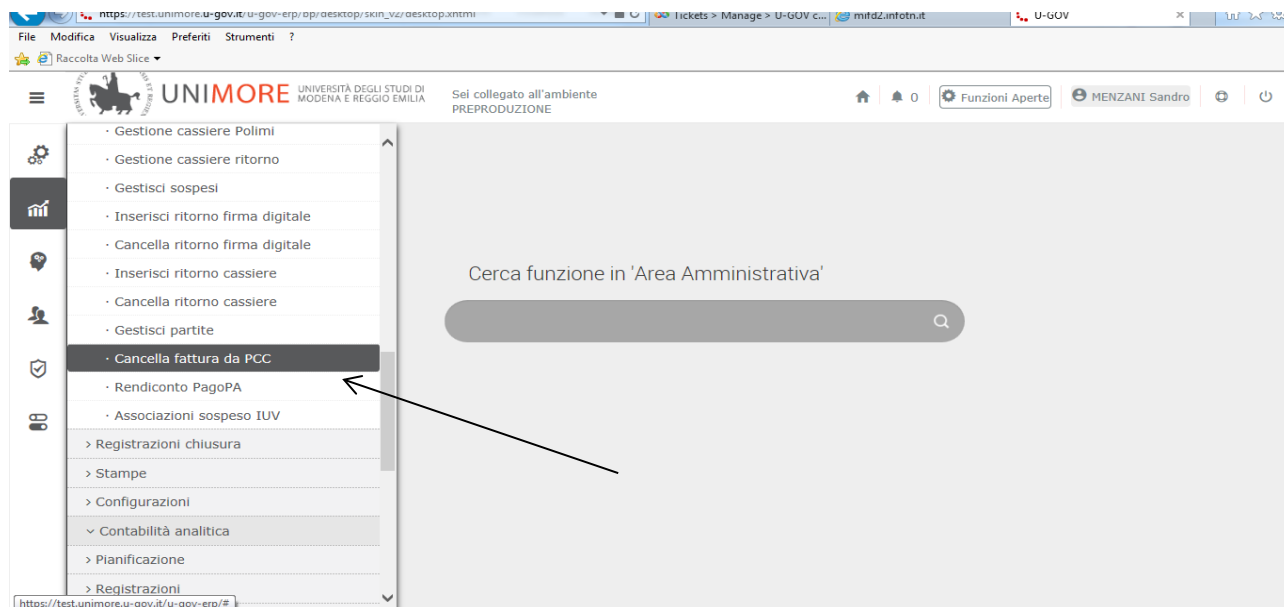 https://test.unimore.u-gov.it/u-gov-erp/bp/desktop/skin_v2/desktop.xhtml
Tickets > Manage > U-GOV c...
mifd2.infotn.it
U-GOV
File Modifica Visualizza Preferiti Strumenti ?
Raccolta Web Slice
UNIMORE
UNIVERSITÀ DEGLI STUDI DI
MODENA E REGGIO EMILIA
Sei collegato all'ambiente
PREPRODUZIONE
0
Funzioni Aperte
MENZANI Sandro
· Gestione cassiere Polimi
· Gestione cassiere ritorno
· Gestisci sospesi
· Inserisci ritorno firma digitale
· Cancella ritorno firma digitale
· Inserisci ritorno cassiere
· Cancella ritorno cassiere
· Gestisci partite
· Cancella fattura da PCC
· Rendiconto PagoPA
· Associazioni sospeso IUV
> Registrazioni chiusura
> Stampe
> Configurazioni
Contabilità analitica
> Pianificazione
> Registrazioni
Cerca funzione in 'Area Amministrativa'
https://test.unimore.u-gov.it/u-gov-erp/#